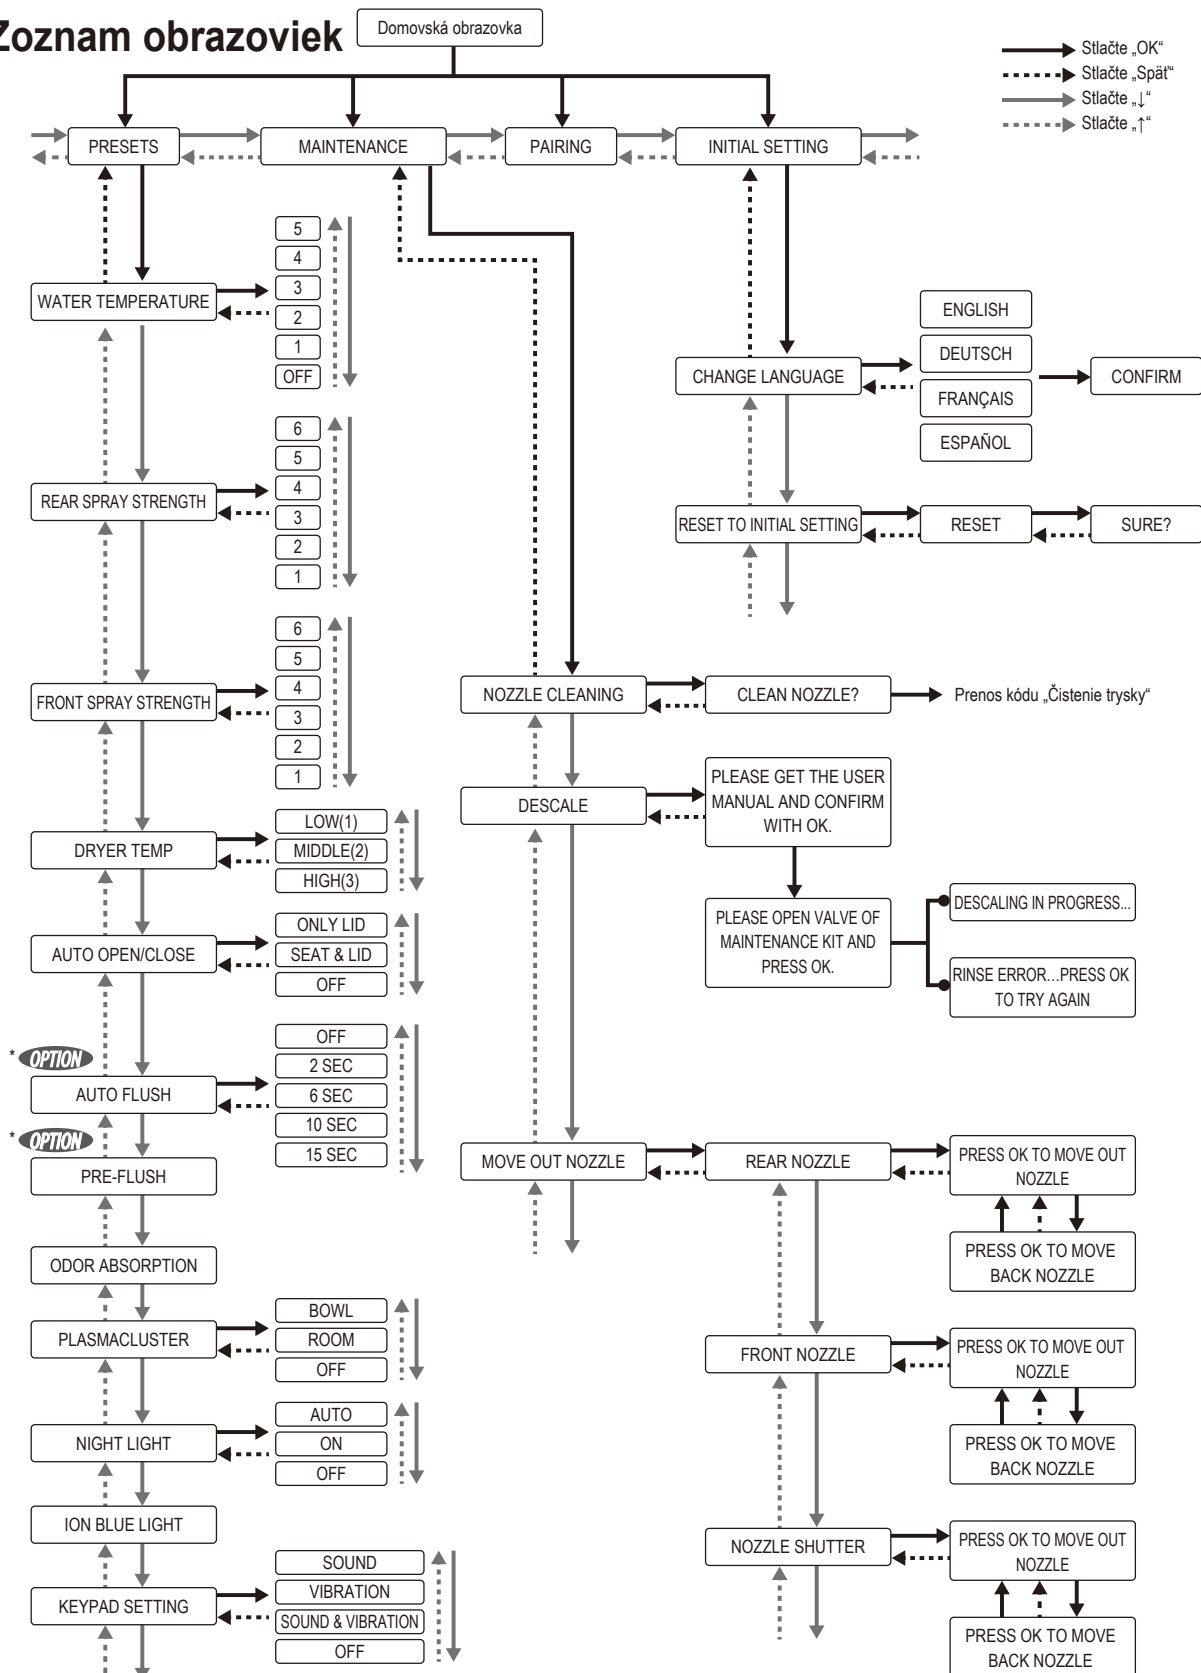 Zoznam obrazoviek
Domovská obrazovka
Stlačte „OK“
Stlačte „Späť“
Stlačte „↓“
Stlačte „↑“
PRESETS
MAINTENANCE
PAIRING
INITIAL SETTING
WATER TEMPERATURE
5
4
3
2
1
OFF
REAR SPRAY STRENGTH
6
5
4
3
2
1
FRONT SPRAY STRENGTH
6
5
4
3
2
1
DRYER TEMP
LOW(1)
MIDDLE(2)
HIGH(3)
AUTO OPEN/CLOSE
ONLY LID
SEAT & LID
OFF
* OPTION
AUTO FLUSH
OFF
2 SEC
6 SEC
10 SEC
15 SEC
* OPTION
PRE-FLUSH
ODOR ABSORPTION
PLASMACLUSTER
BOWL
ROOM
OFF
NIGHT LIGHT
AUTO
ON
OFF
ION BLUE LIGHT
KEYPAD SETTING
SOUND
VIBRATION
SOUND & VIBRATION
OFF
NOZZLE CLEANING
CLEAN NOZZLE?
Prenos kódu „Čistenie trysky“
DESCALE
PLEASE GET THE USER
MANUAL AND CONFIRM
WITH OK.
PLEASE OPEN VALVE OF
MAINTENANCE KIT AND
PRESS OK.
DESCALING IN PROGRESS...
RINSE ERROR...PRESS OK
TO TRY AGAIN
MOVE OUT NOZZLE
REAR NOZZLE
PRESS OK TO MOVE OUT
NOZZLE
PRESS OK TO MOVE
BACK NOZZLE
FRONT NOZZLE
PRESS OK TO MOVE OUT
NOZZLE
PRESS OK TO MOVE
BACK NOZZLE
NOZZLE SHUTTER
PRESS OK TO MOVE OUT
NOZZLE
PRESS OK TO MOVE
BACK NOZZLE
CHANGE LANGUAGE
ENGLISH
DEUTSCH
FRANÇAIS
ESPAÑOL
CONFIRM
RESET TO INITIAL SETTING
RESET
SURE?